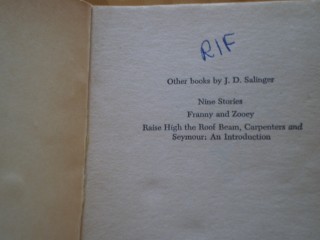 RIF
Other books by J. D. Salinger
Nine Stories
Franny and Zooey
Raise High the Roof Beam, Carpenters and
Seymour: An Introduction